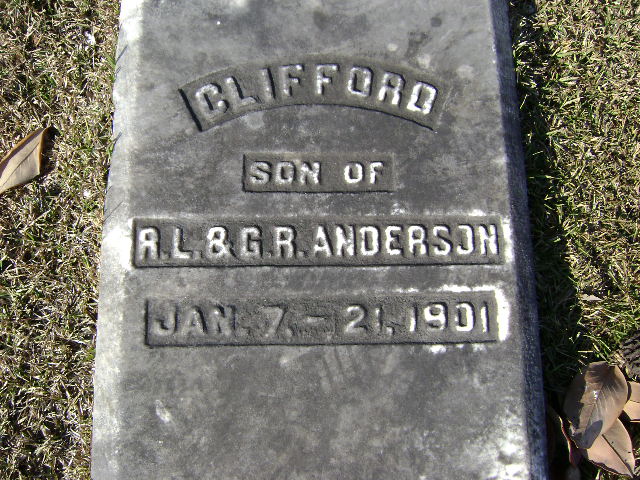 CLIFFORD
SON OF
R.L.&G.R.ANDERSON
JAN. 7.-21.1901